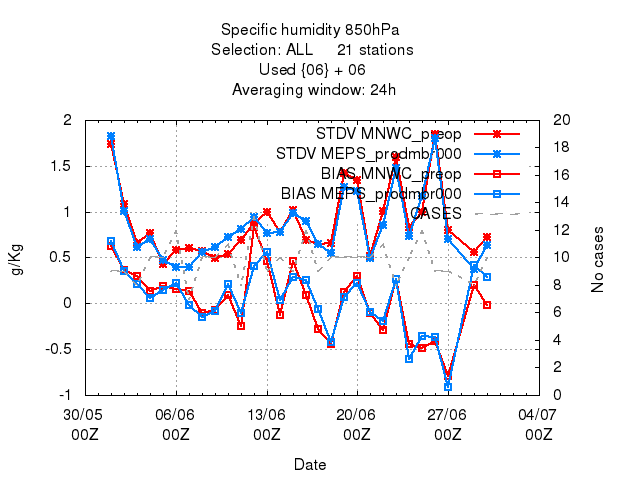 Specific humidity 850hPa
Selection: ALL 21 stations
Used {06} + 06
Averaging window: 24h
STDV MNWC_preop
STDV MEPS_prodmbr000
BIAS MNWC_preop
BIAS MEPS_prodmbr000
CASES
2
1.5
1
0.5
0
-0.5
-1
g/Kg
20
18
16
14
12
10
8
6
4
2
0
No cases
30/05 06/06 13/06 20/06 27/06 04/07
00Z 00Z 00Z 00Z 00Z 00Z
Date